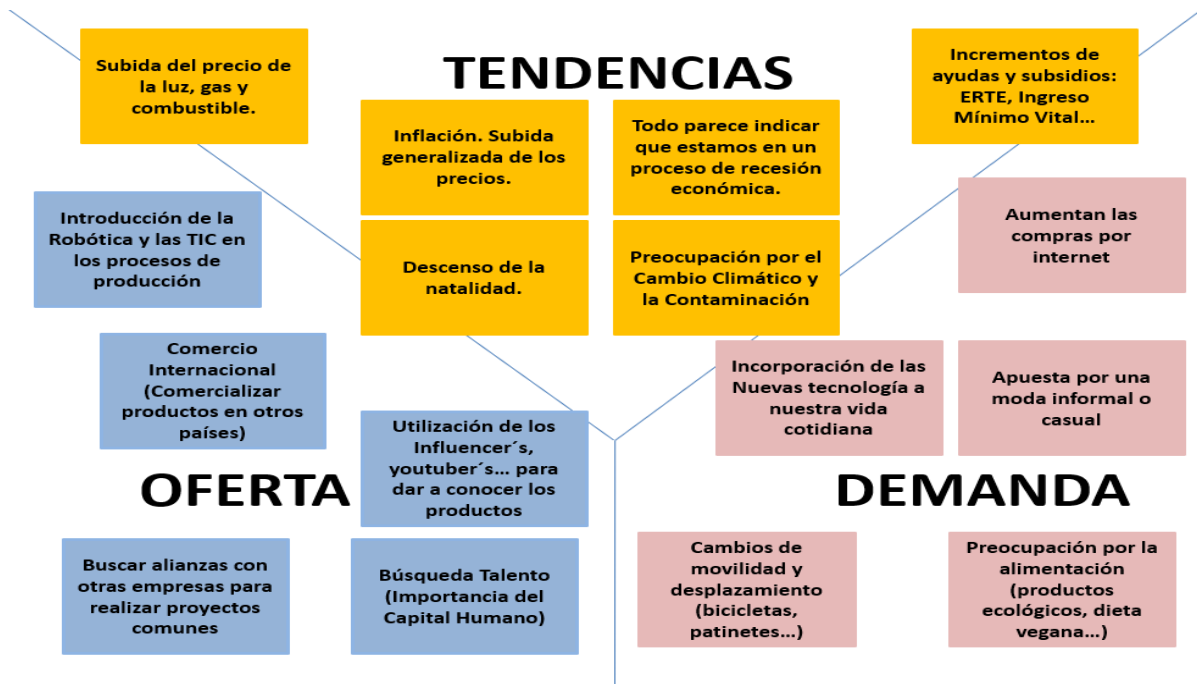 TENDENCIAS
Subida del precio de
la luz, gas y
combustible.
Inflación. Subida
generalizada de los
precios.
Todo parece indicar
que estamos en un
proceso de recesión
económica.
Incrementos de
ayudas y subsidios:
ERTE, Ingreso
Mínimo Vital...
Descenso de la
natalidad.
Preocupación por el
Cambio Climático y
la Contaminación
Introducción de la
Robótica y las TIC en
los procesos de
producción
Comercio
Internacional
(Comercializar
productos en otros
países)
Utilización de los
Influencer´s,
youtuber´s... para
dar a conocer los
productos
OFERTA
Buscar alianzas con
otras empresas para
realizar proyectos
comunes
Búsqueda Talento
(Importancia del
Capital Humano)
Aumentan las
compras por
internet
Incorporación de las
Nuevas tecnología a
nuestra vida
cotidiana
Apuesta por una
moda informal o
casual
DEMANDA
Cambios de
movilidad y
desplazamiento
(bicicletas,
patinetes...)
Preocupación por la
alimentación
(productos
ecológicos, dieta
vegana...)